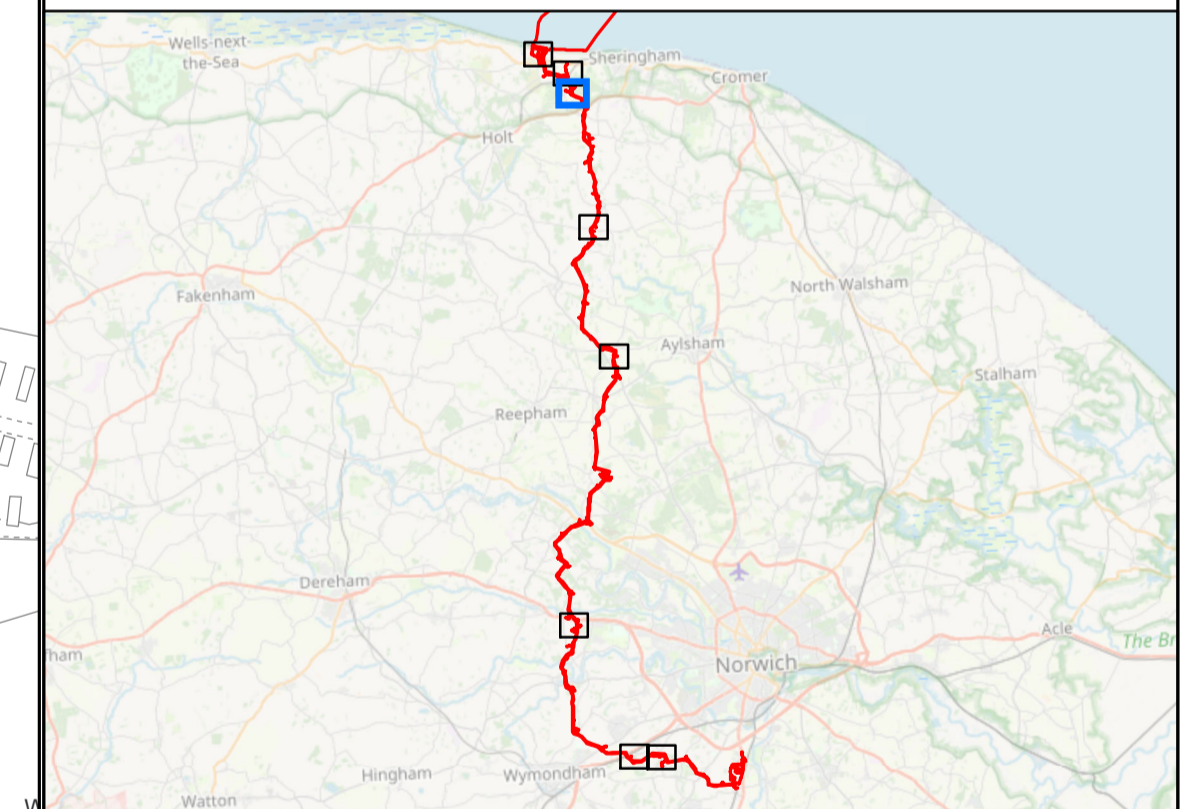 Wells-next-
the-Sea
Sheringham
Cromer
Holt
North Walsham
Fakenham
Aylsham
Stalham
Reepham
Dereham
Acle
The Br
ham
Norwich
Hingham
Wymondham
Watton
W